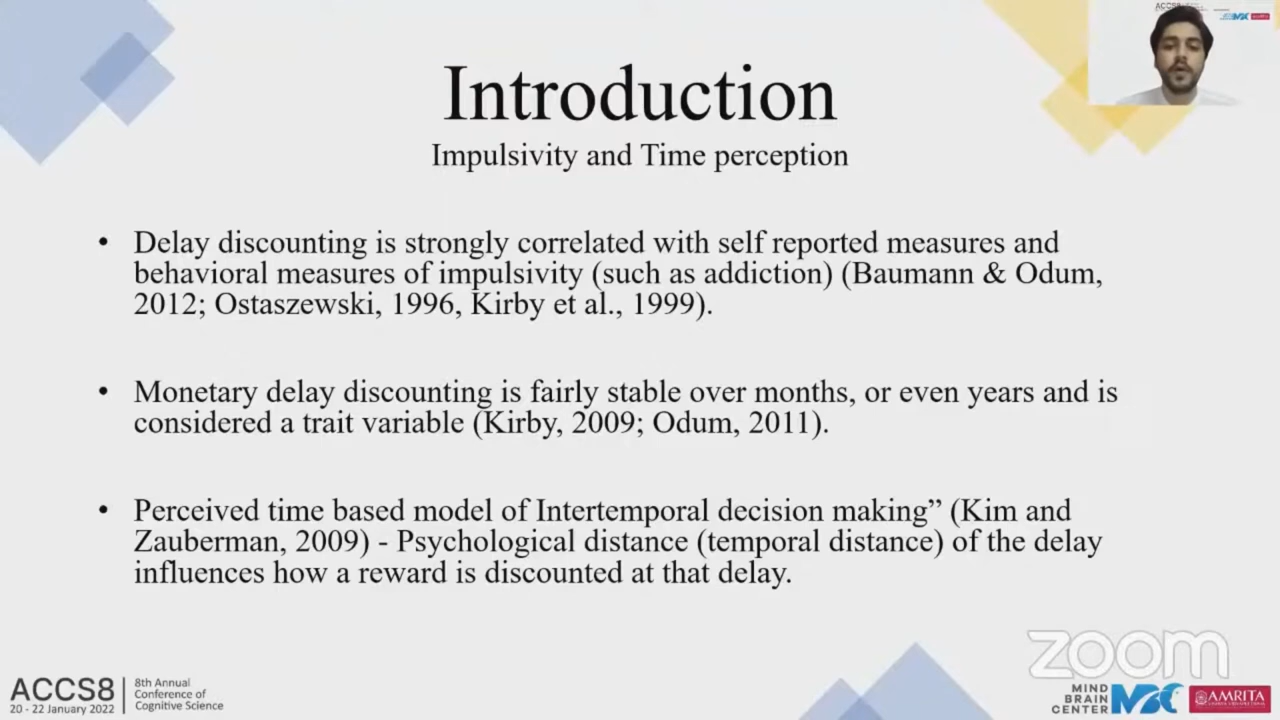 Introduction
Impulsivity and Time perception
• Delay discounting is strongly correlated with self reported measures and
behavioral measures of impulsivity (such as addiction) (Baumann & Odum,
2012; Ostaszewski, 1996, Kirby et al., 1999).
• Monetary delay discounting is fairly stable over months, or even years and is
considered a trait variable (Kirby, 2009; Odum, 2011).
• Perceived time based model of Intertemporal decision making” (Kim and
Zauberman, 2009) - Psychological distance (temporal distance) of the delay
influences how a reward is discounted at that delay.
zoom
ACCS8
20 - 22 January 2022
8th Annual
Conference of
Cognitive Science
MIND
BRAIN
CENTER
MBC
AMRITA